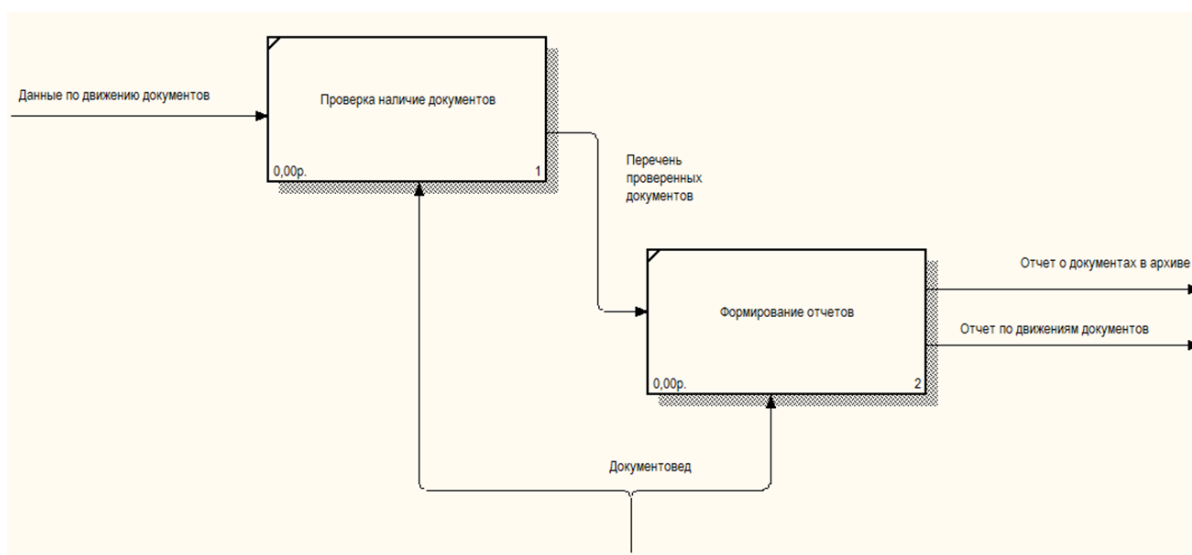 Данные по движению документов
Проверка наличие документов
0,00р.
1
Перечень
проверенных
документов
Отчет о документах в архиве
Формирование отчетов
Отчет по движениям документов
0,00р.
2
Документовед